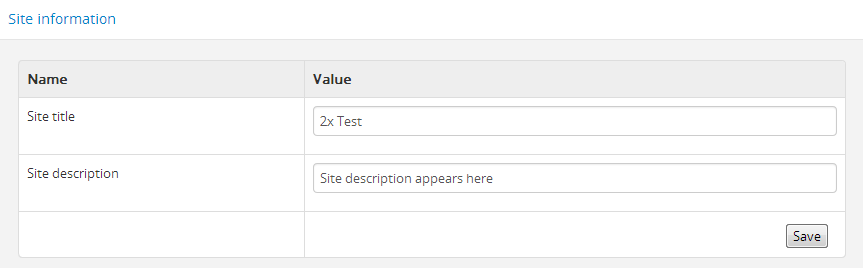 Site information
Name Value
Site title 2x Test
Site description Site description appears here
Save